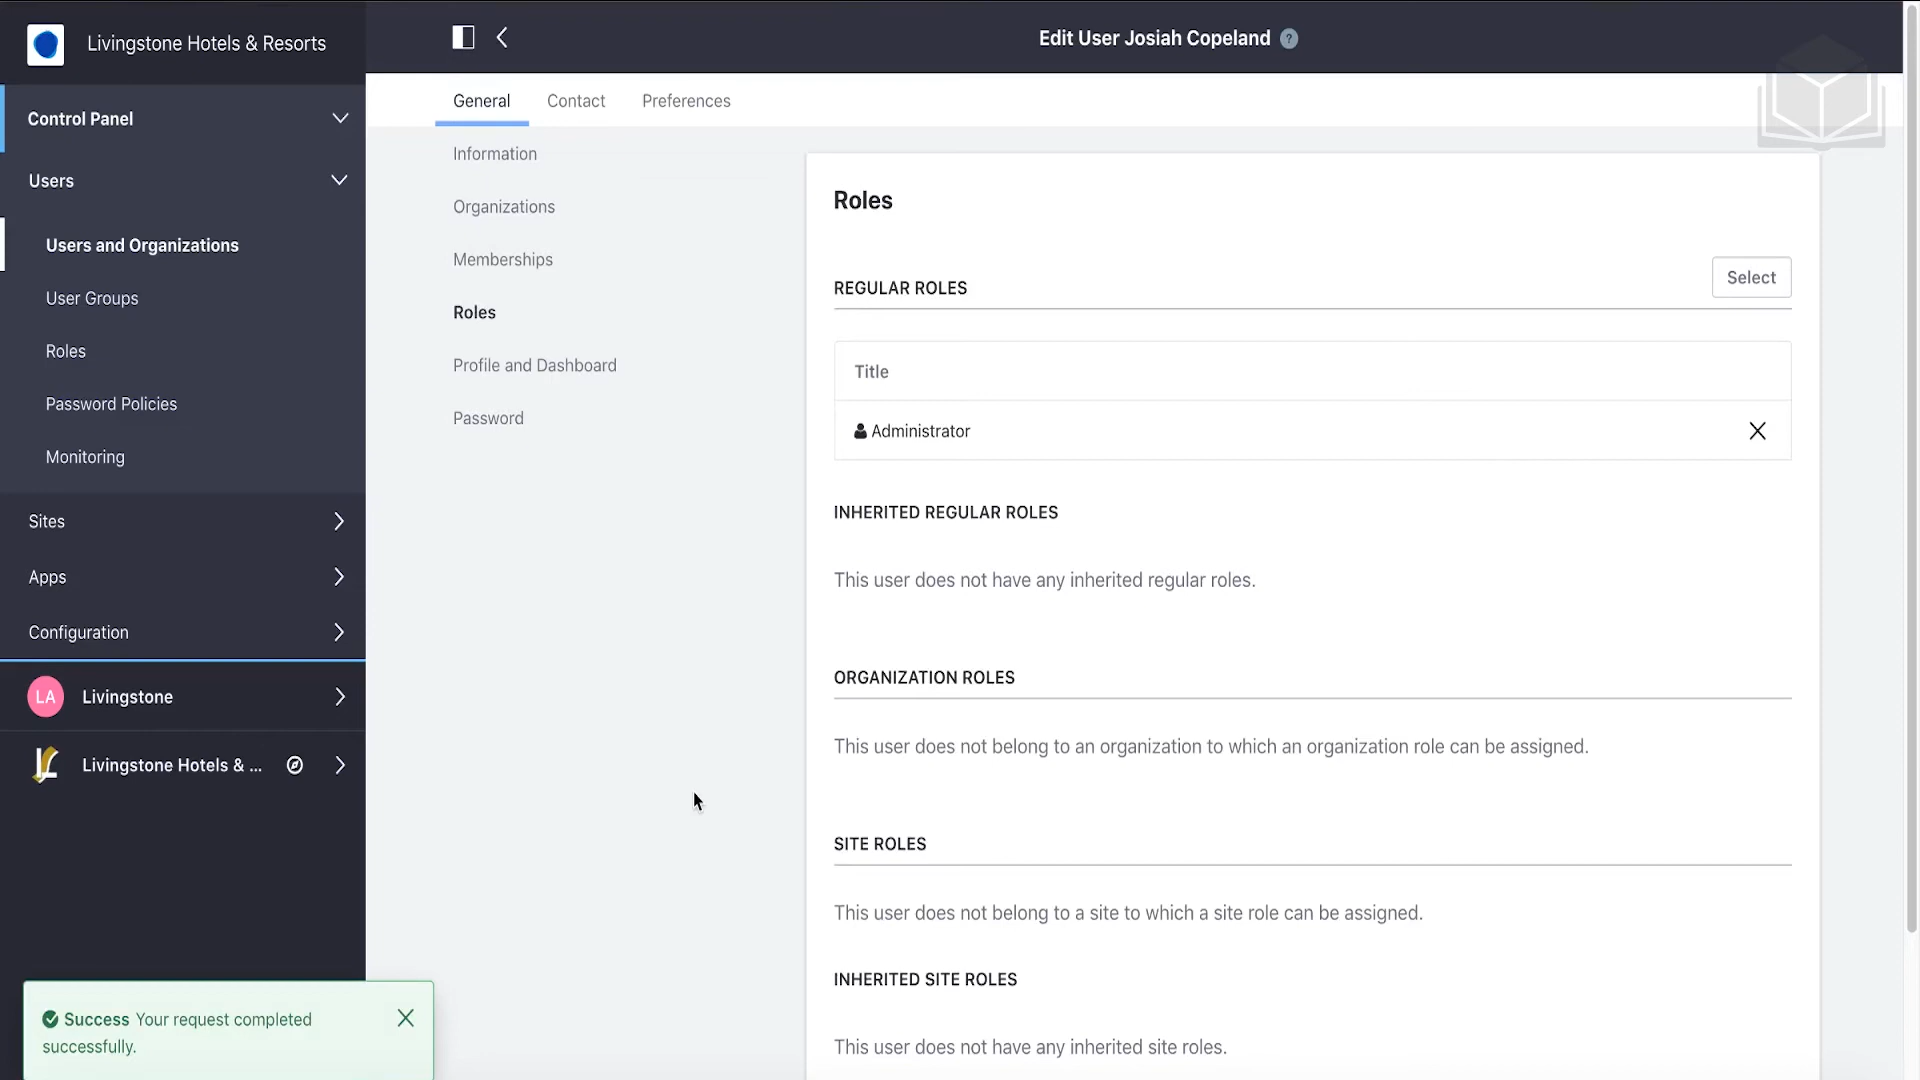 Livingstone Hotels & Resorts
Edit User Josiah Copeland ?
Control Panel
Users
Users and Organizations
User Groups
Roles
Password Policies
Monitoring
Sites
Apps
Configuration
LA Livingstone
Livingstone Hotels & ...
General Contact Preferences
Information
Organizations
Memberships
Roles
Profile and Dashboard
Password
Roles
REGULAR ROLES
Select
Title
Administrator
INHERITED REGULAR ROLES
This user does not have any inherited regular roles.
ORGANIZATION ROLES
This user does not belong to an organization to which an organization role can be assigned.
SITE ROLES
This user does not belong to a site to which a site role can be assigned.
INHERITED SITE ROLES
This user does not have any inherited site roles.
Success Your request completed
successfully.